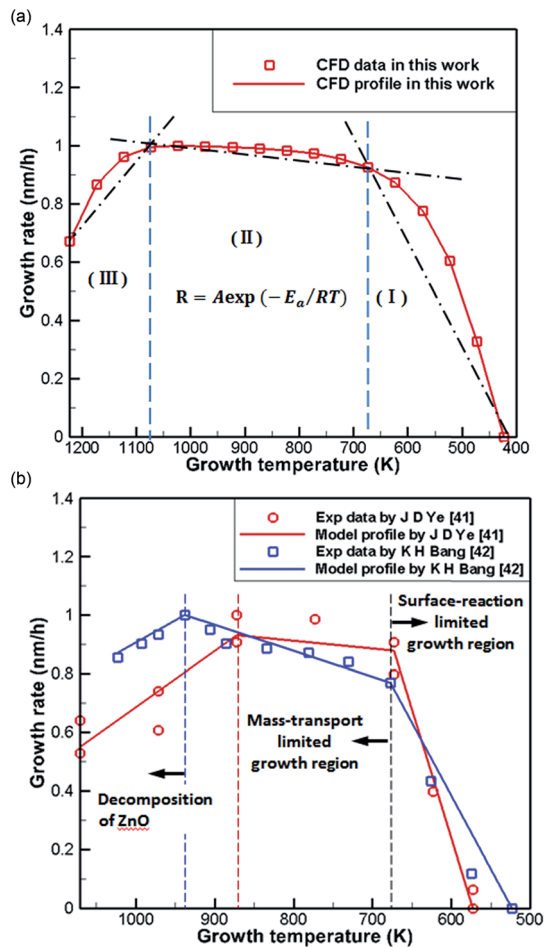 (a)
1.4
1.2
1
0.8
0.6
0.4
0.2
0
Growth rate (nm/h)
CFD data in this work
CFD profile in this work
(II)
(III)
R = Aexp (−Ea/RT)
(I)
1200 1100 1000 900 800 700 600 500 400
Growth temperature (K)
(b)
1.4
1.2
1
0.8
0.6
0.4
0.2
0
Growth rate (nm/h)
Exp data by J D Ye [41]
Model profile by J D Ye [41]
Exp data by K H Bang [42]
Model profile by K H Bang [42]
Surface-reaction
limited
growth region
Mass-transport
limited
growth region
Decomposition
of ZnO
1000 900 800 700 600 500
Growth temperature (K)